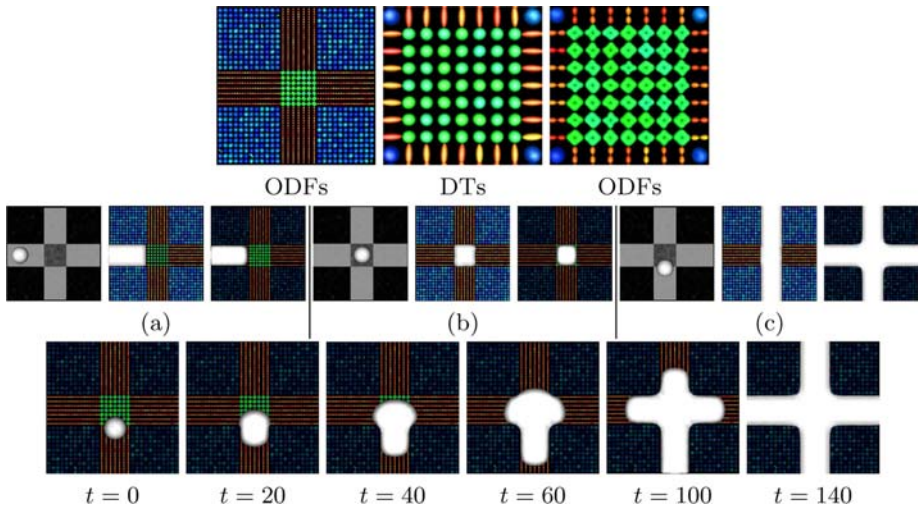 ODFs DTs ODFs
(a) (b) (c)
t = 0 t = 20 t = 40 t = 60 t = 100 t = 140